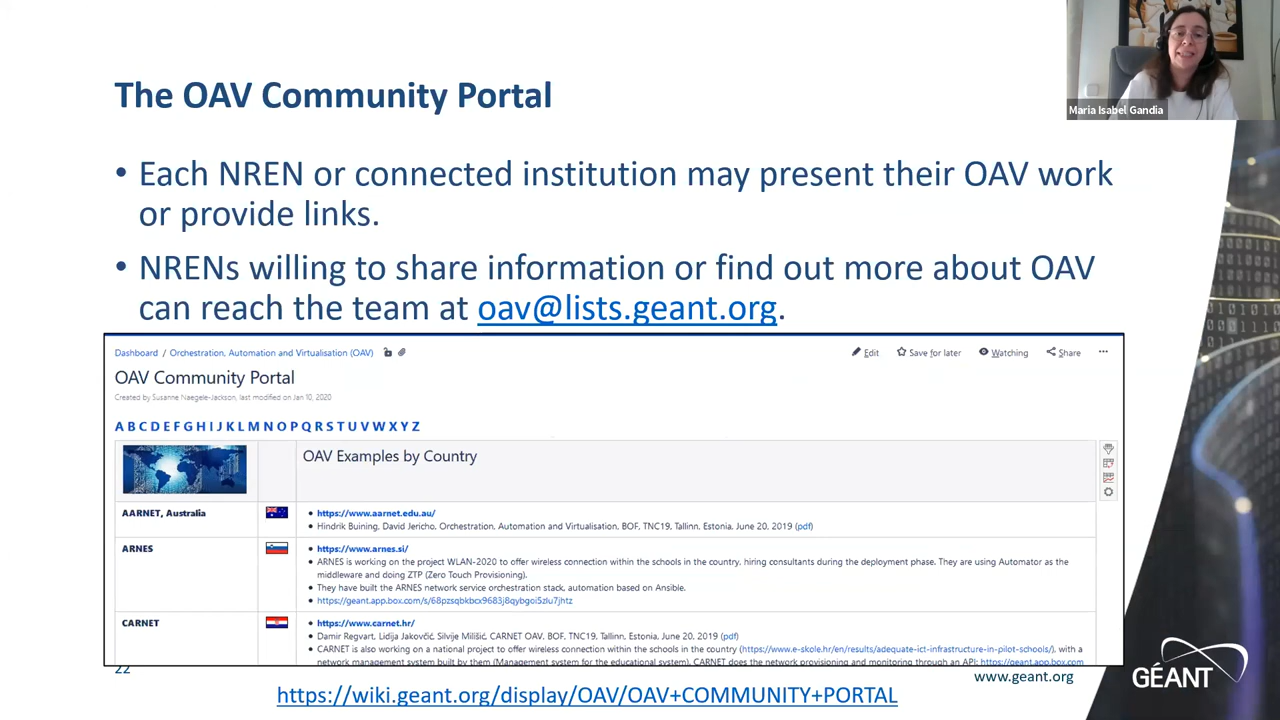 The OAV Community Portal
Maria Isabel Gandia
• Each NREN or connected institution may present their OAV work
or provide links.
• NRENs willing to share information or find out more about OAV
can reach the team at oav@lists.geant.org.
Dashboard / Orchestration, Automation and Virtualisation (OAV)
Edit Save for later Watching Share ...
OAV Community Portal
Created by Susanne Naegele-Jackson, last modified on Jan 10, 2020
A B C D E F G H I J K L M N O P Q R S T U V W X Y Z
OAV Examples by Country
AARNET, Australia
• https://www.aarnet.edu.au/
• Hindrik Buining, David Jericho, Orchestration, Automation and Virtualisation, BOF, TNC19, Tallinn, Estonia, June 20, 2019 (pdf)
ARNES
• https://www.arnes.si/
• ARNES is working on the project WLAN-2020 to offer wireless connection within the schools in the country, hiring consultants during the deployment phase. They are using Automator as the
middleware and doing ZTP (Zero Touch Provisioning).
• They have built the ARNES network service orchestration stack, automation based on Ansible.
• https://geant.app.box.com/s/68pzsqbkbcx9683j8qybgoi5zlu7jhtz
CARNET
• https://www.carnet.hr/
• Damir Regvart, Lidija Jakovčić, Silvije Milišić, CARNET OAV, BOF, TNC19, Tallinn, Estonia, June 20, 2019 (pdf)
• CARNET is also working on a national project to offer wireless connection within the schools in the country (https://www.e-skole.hr/en/results/adequate-ict-infrastructure-in-pilot-schools/), with a
network management system built by them (Management system for the educational system). CARNET does the network provisioning and monitoring through an API: https://geant.app.box.com
22
www.geant.org
GÉANT
https://wiki.geant.org/display/OAV/OAV+COMMUNITY+PORTAL